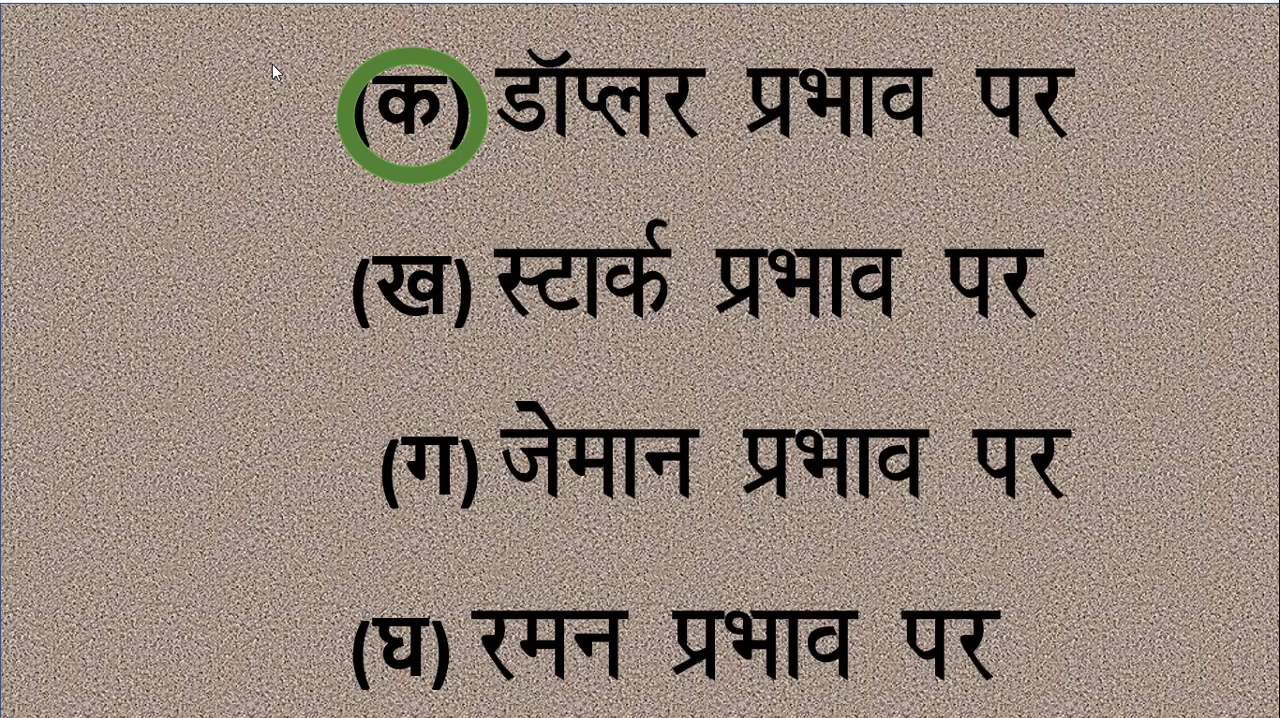 (क) डॉप्लर प्रभाव पर
(ख) स्टार्क प्रभाव पर
(ग) जेमान प्रभाव पर
(घ) रमन प्रभाव पर